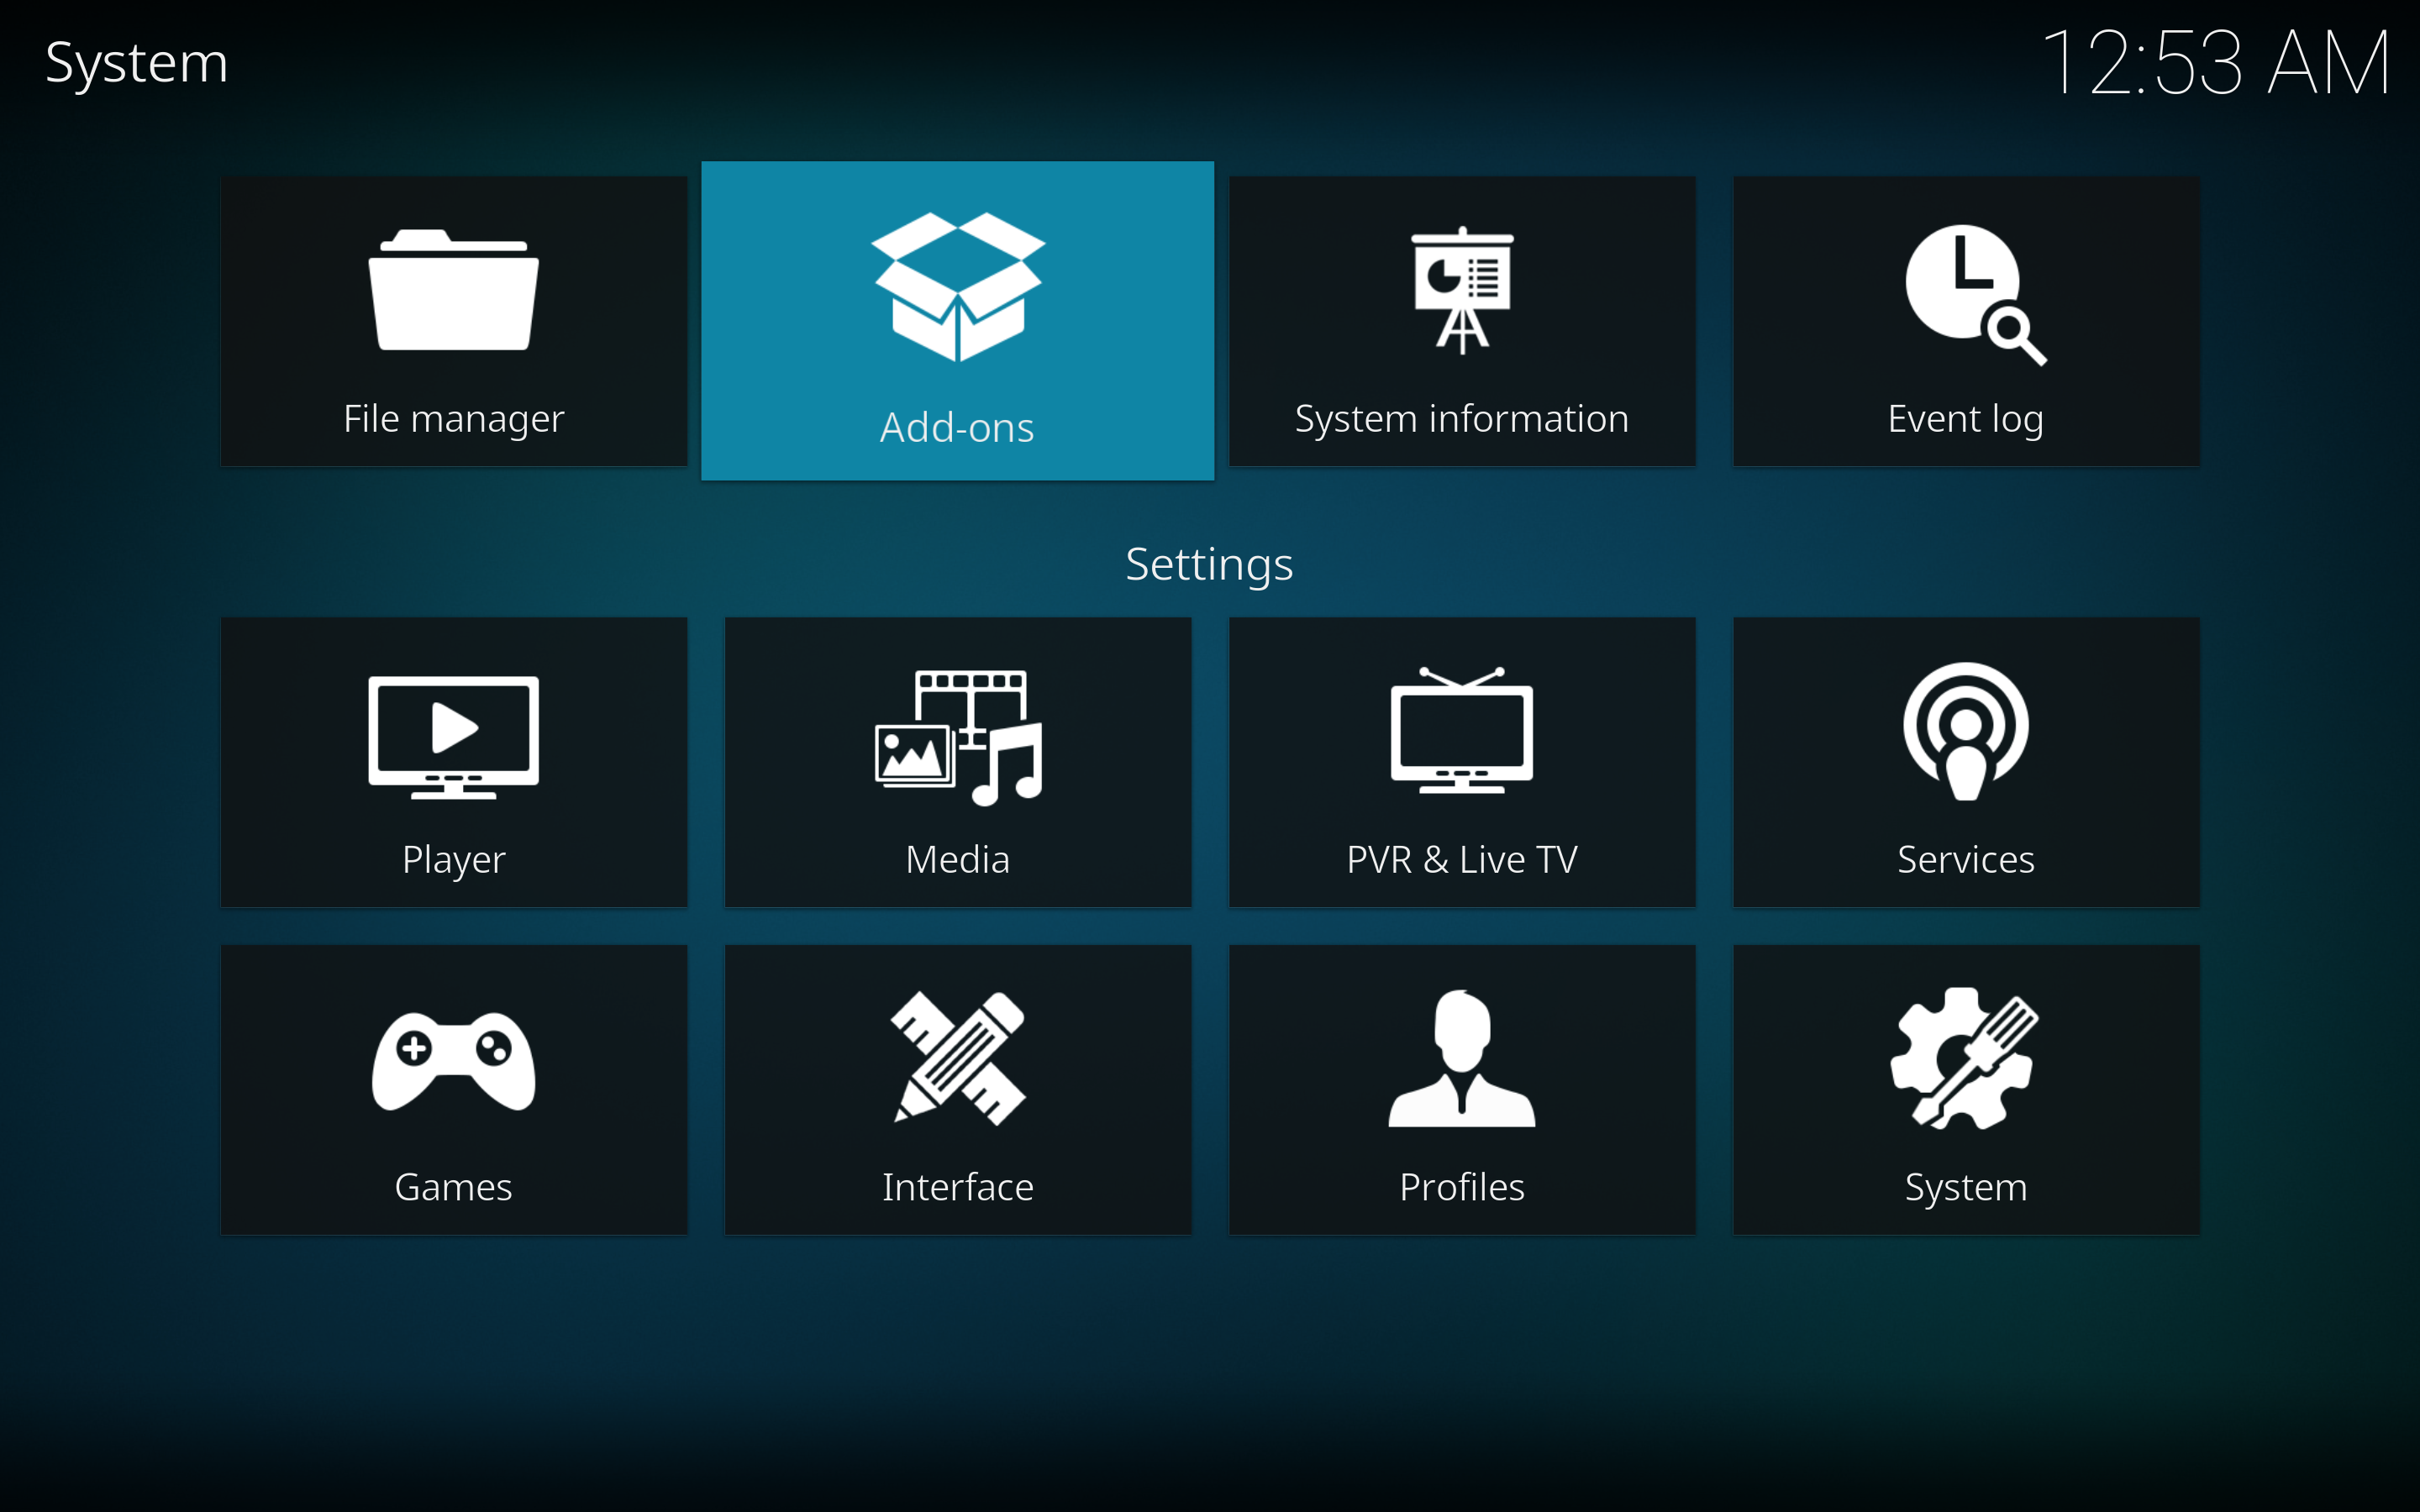 System
12:53 AM
File manager
Add-ons
System information
Event log
Settings
Player
Media
PVR & Live TV
Services
Games
Interface
Profiles
System